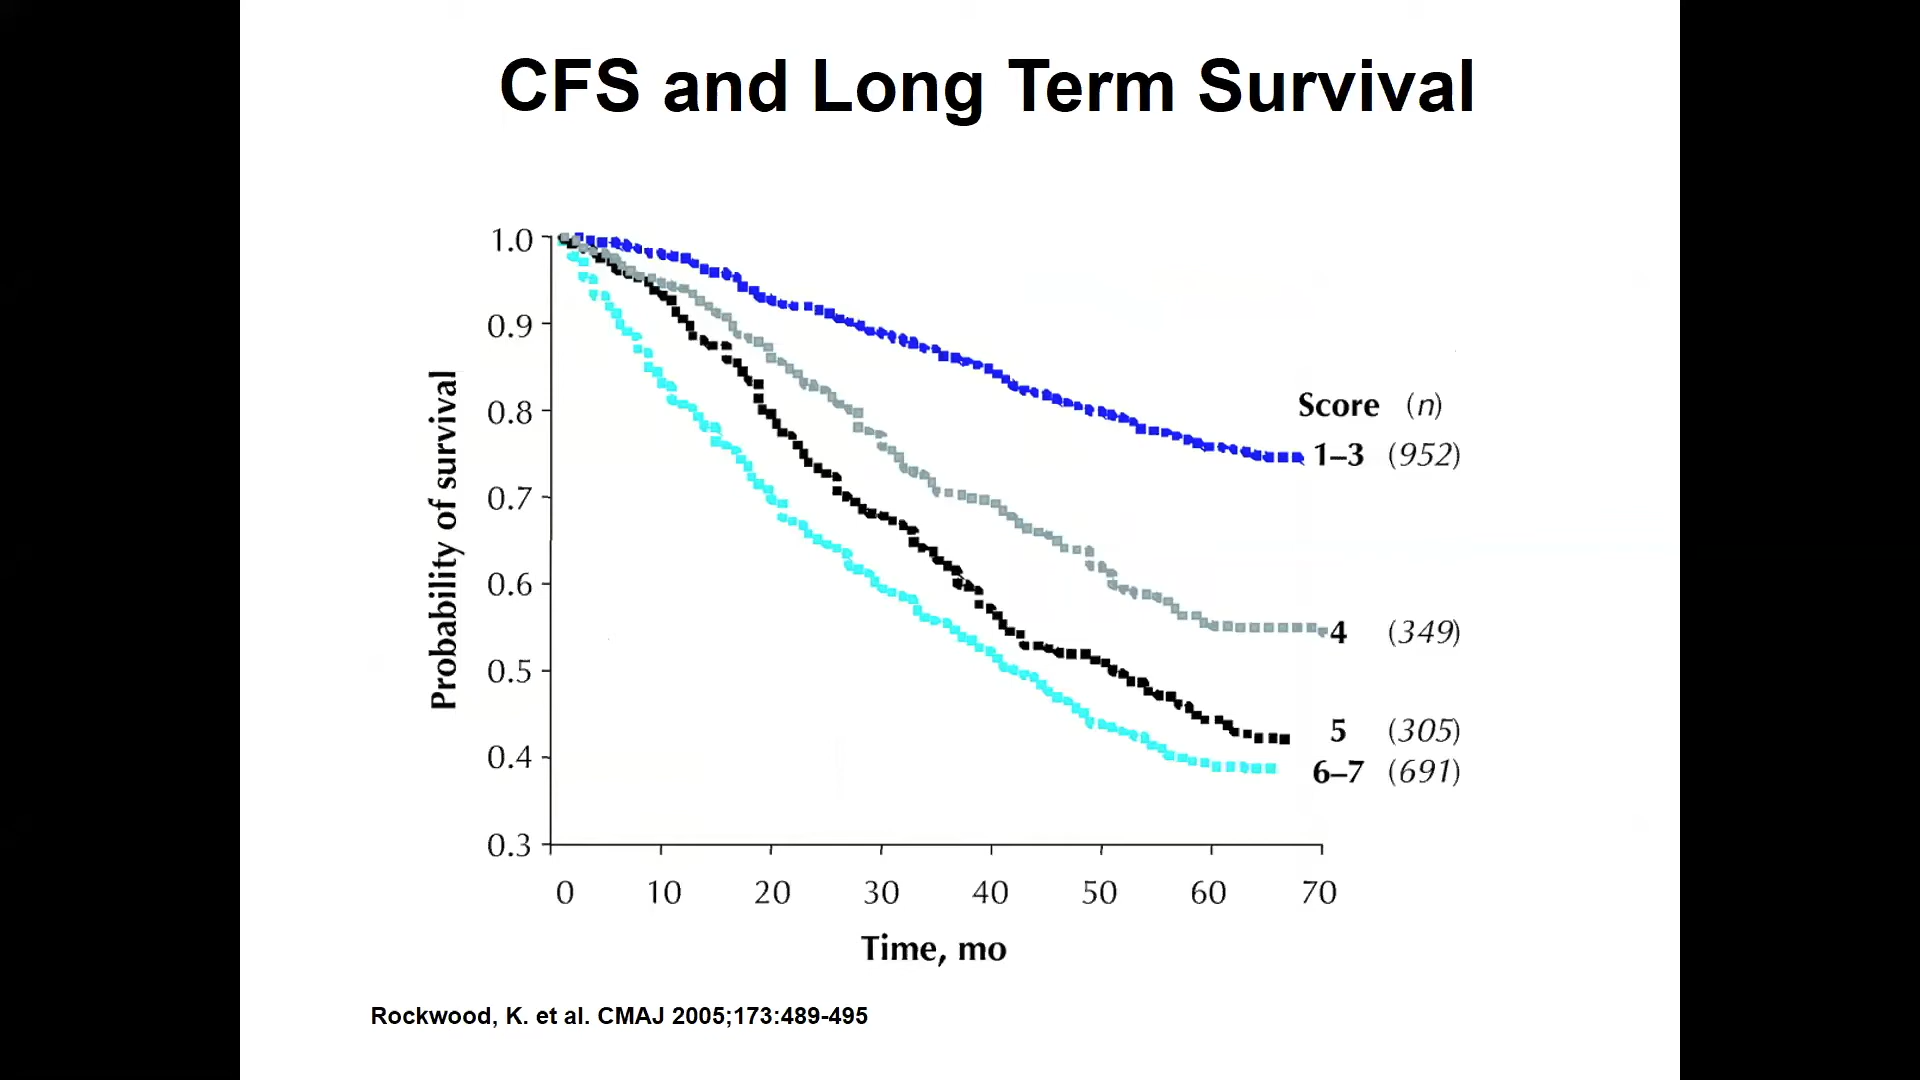 CFS and Long Term Survival
Probability of survival
1.0
0.9
0.8
0.7
0.6
0.5
0.4
0.3
0 10 20 30 40 50 60 70
Time, mo
Score (n)
1–3 (952)
4 (349)
5 (305)
6–7 (691)
Rockwood, K. et al. CMAJ 2005;173:489-495